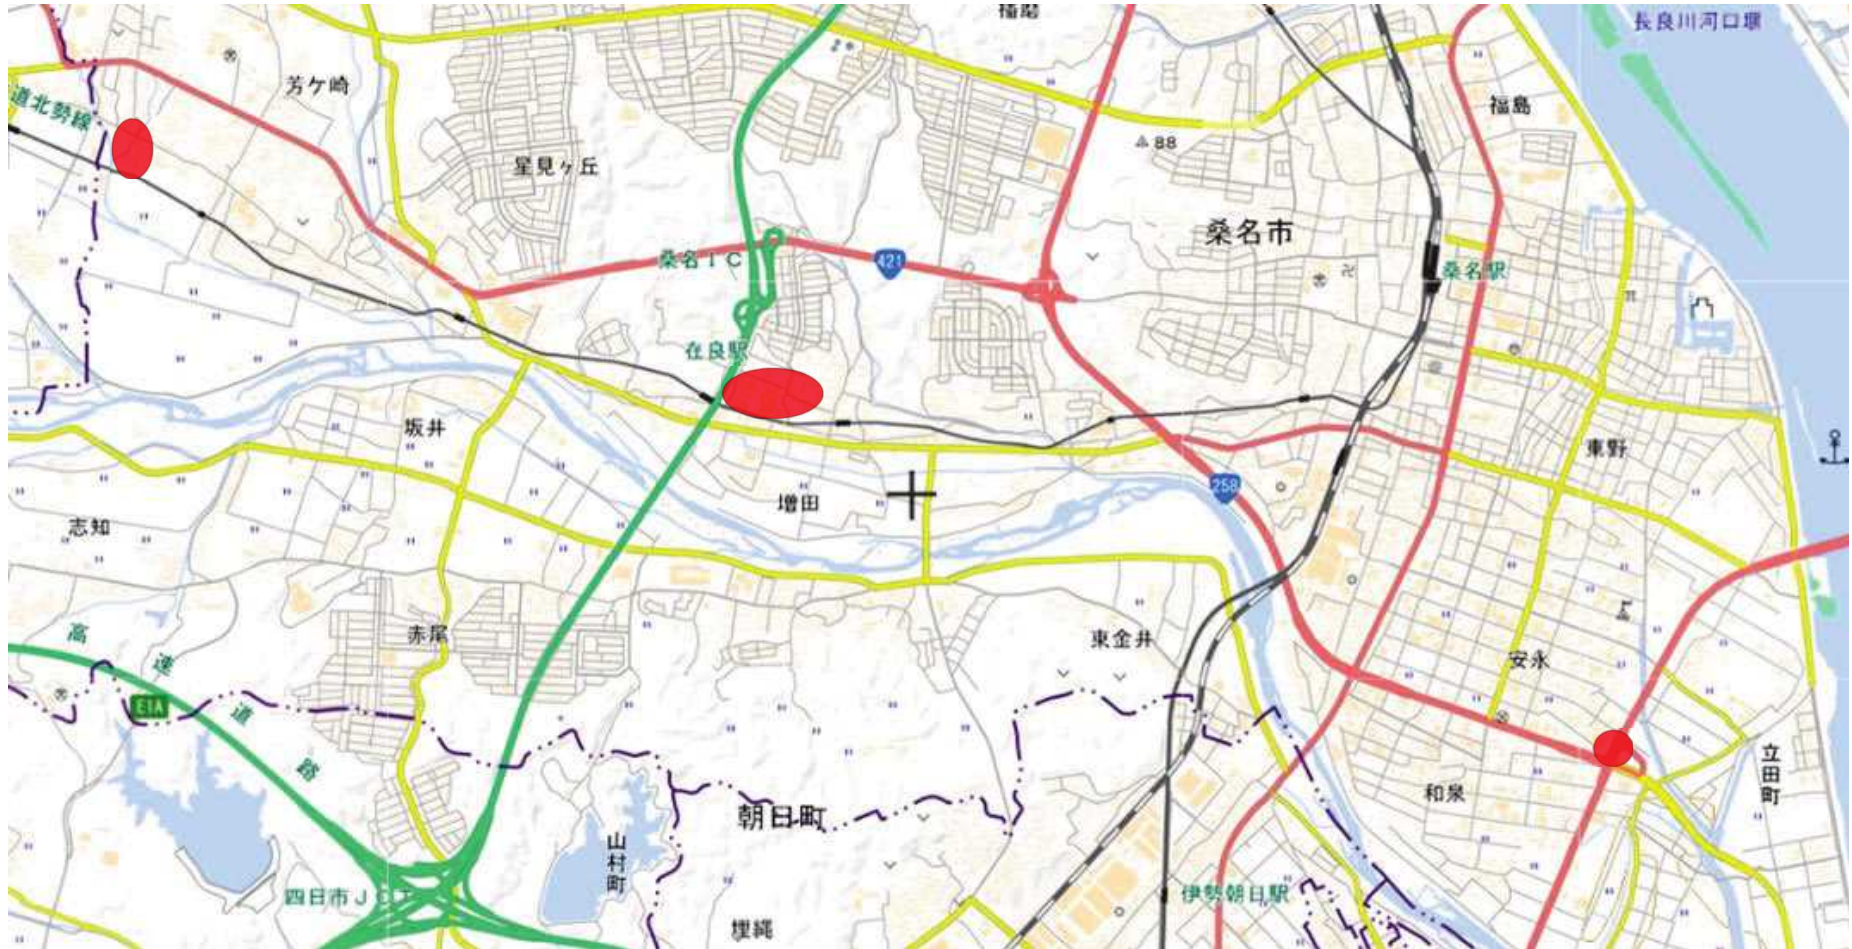 播磨
長良川河口堰
芳ケ崎
道北勢線
福島
88
星見ヶ丘
桑名市
桑名IC
421
桑名駅
在良駅
坂井
東野
258
増田
志知
高速道路
赤尾
東金井
安永
E1A
立田町
和泉
朝日町
山村町
四日市JCT
伊勢朝日駅
埋縄